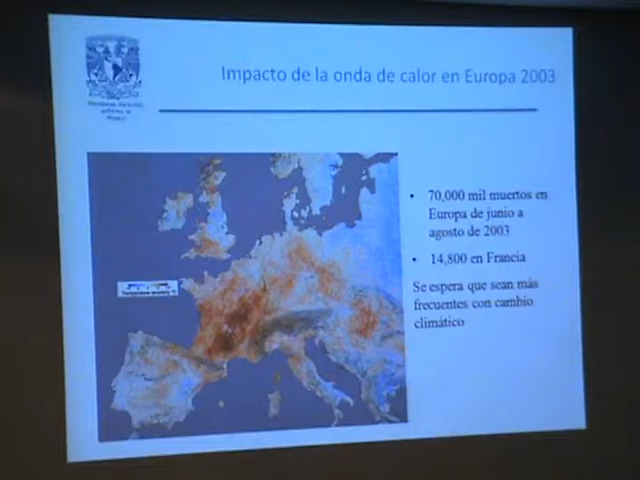 Impacto de la onda de calor en Europa 2003
• 70,000 mil muertos en
Europa de junio a
agosto de 2003
• 14,800 en Francia
Se espera que sean más
frecuentes con cambio
climático